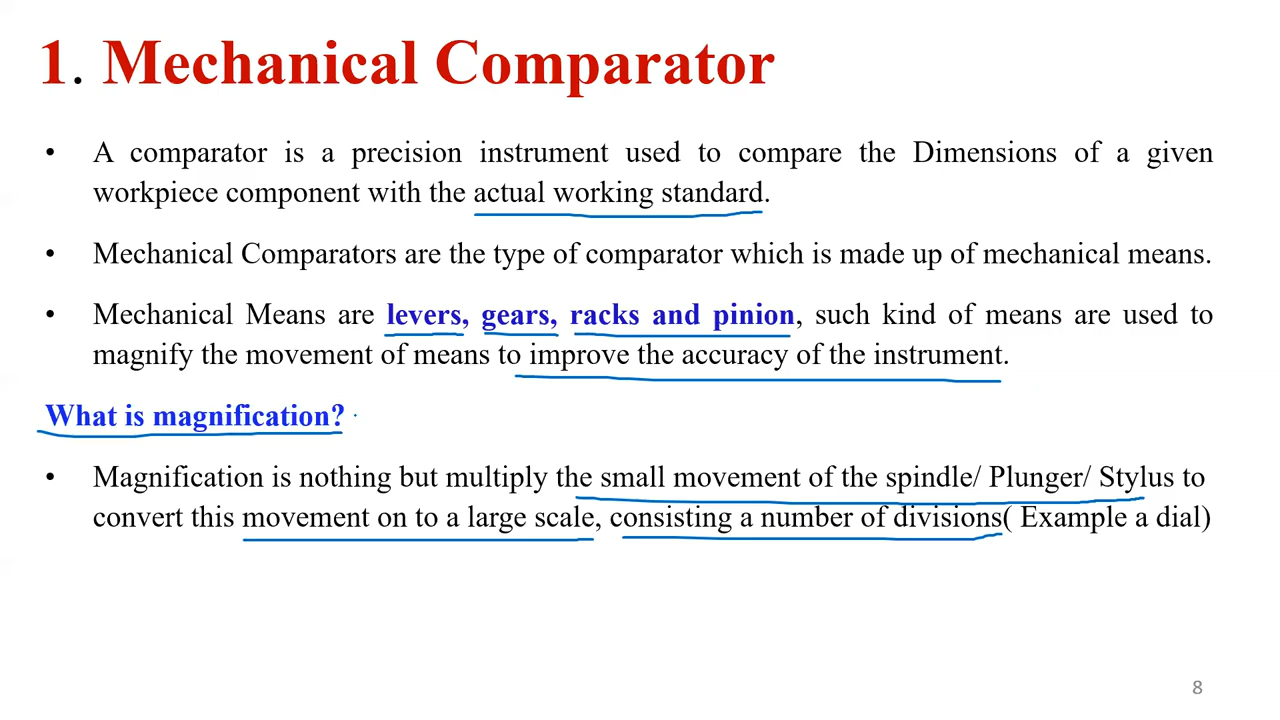 1. Mechanical Comparator
• A comparator is a precision instrument used to compare the Dimensions of a given
workpiece component with the actual working standard.
• Mechanical Comparators are the type of comparator which is made up of mechanical means.
• Mechanical Means are levers, gears, racks and pinion, such kind of means are used to
magnify the movement of means to improve the accuracy of the instrument.
What is magnification?
• Magnification is nothing but multiply the small movement of the spindle/ Plunger/ Stylus to
convert this movement on to a large scale, consisting a number of divisions( Example a dial)
8